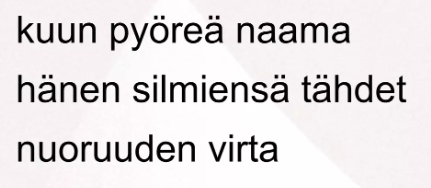 kuun pyöreä naama
hänen silmiensä tähdet
nuoruuden virta